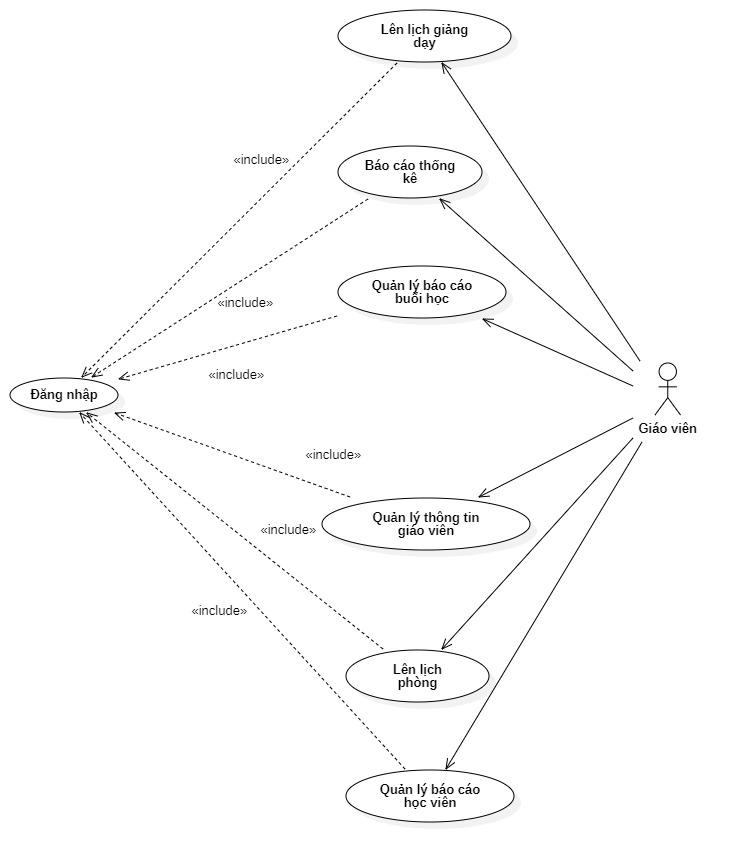 Lên lịch giảng
dạy
«include»
Báo cáo thống
kê
Quản lý báo cáo
buổi học
«include»
«include»
Đăng nhập
Giáo viên
«include»
Quản lý thông tin
giáo viên
«include»
«include»
Lên lịch
phòng
Quản lý báo cáo
học viên